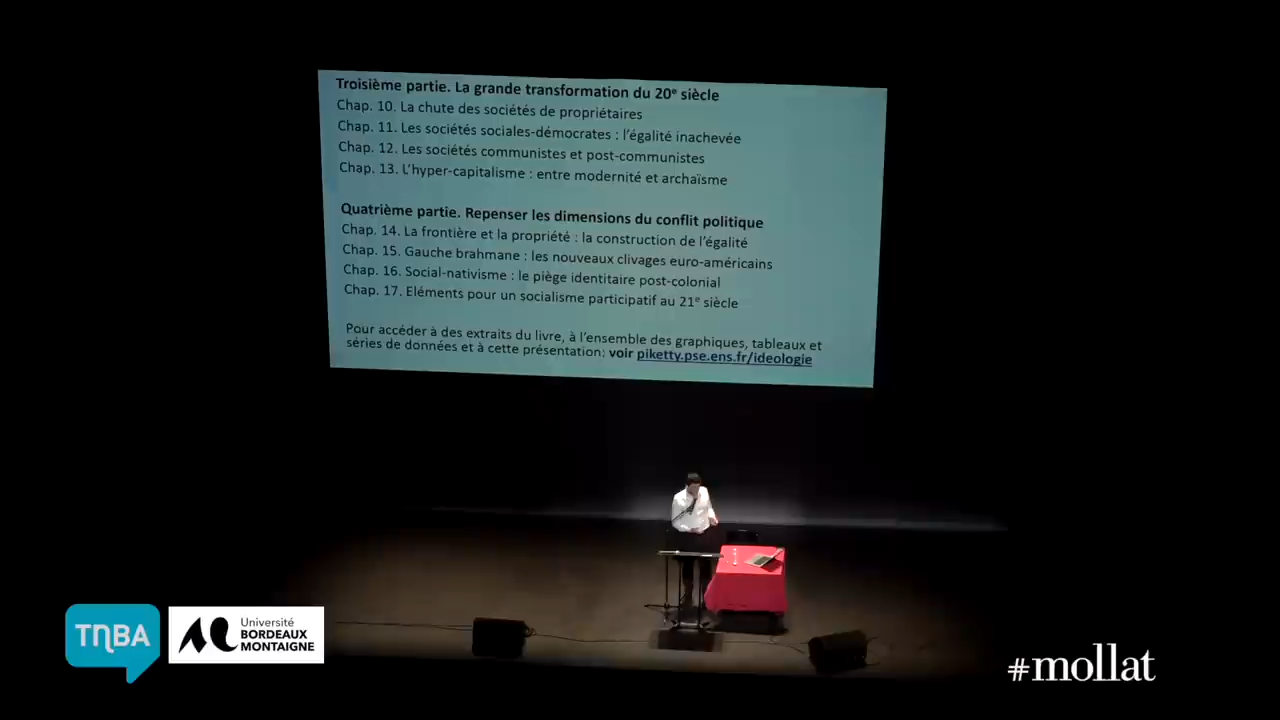 Troisième partie. La grande transformation du 20e siècle
Chap. 10. La chute des sociétés de propriétaires
Chap. 11. Les sociétés sociales-démocrates : l'égalité inachevée
Chap. 12. Les sociétés communistes et post-communistes
Chap. 13. L'hyper-capitalisme : entre modernité et archaïsme
Quatrième partie. Repenser les dimensions du conflit politique
Chap. 14. La frontière et la propriété : la construction de l'égalité
Chap. 15. Gauche brahmane : les nouveaux clivages euro-américains
Chap. 16. Social-nativisme : le piège identitaire post-colonial
Chap. 17. Eléments pour un socialisme participatif au 21e siècle
Pour accéder à des extraits du livre, à l'ensemble des graphiques, tableaux et
séries de données et à cette présentation: voir piketty.pse.ens.fr/ideologie
TnBA
Université
BORDEAUX
MONTAIGNE
#mollat